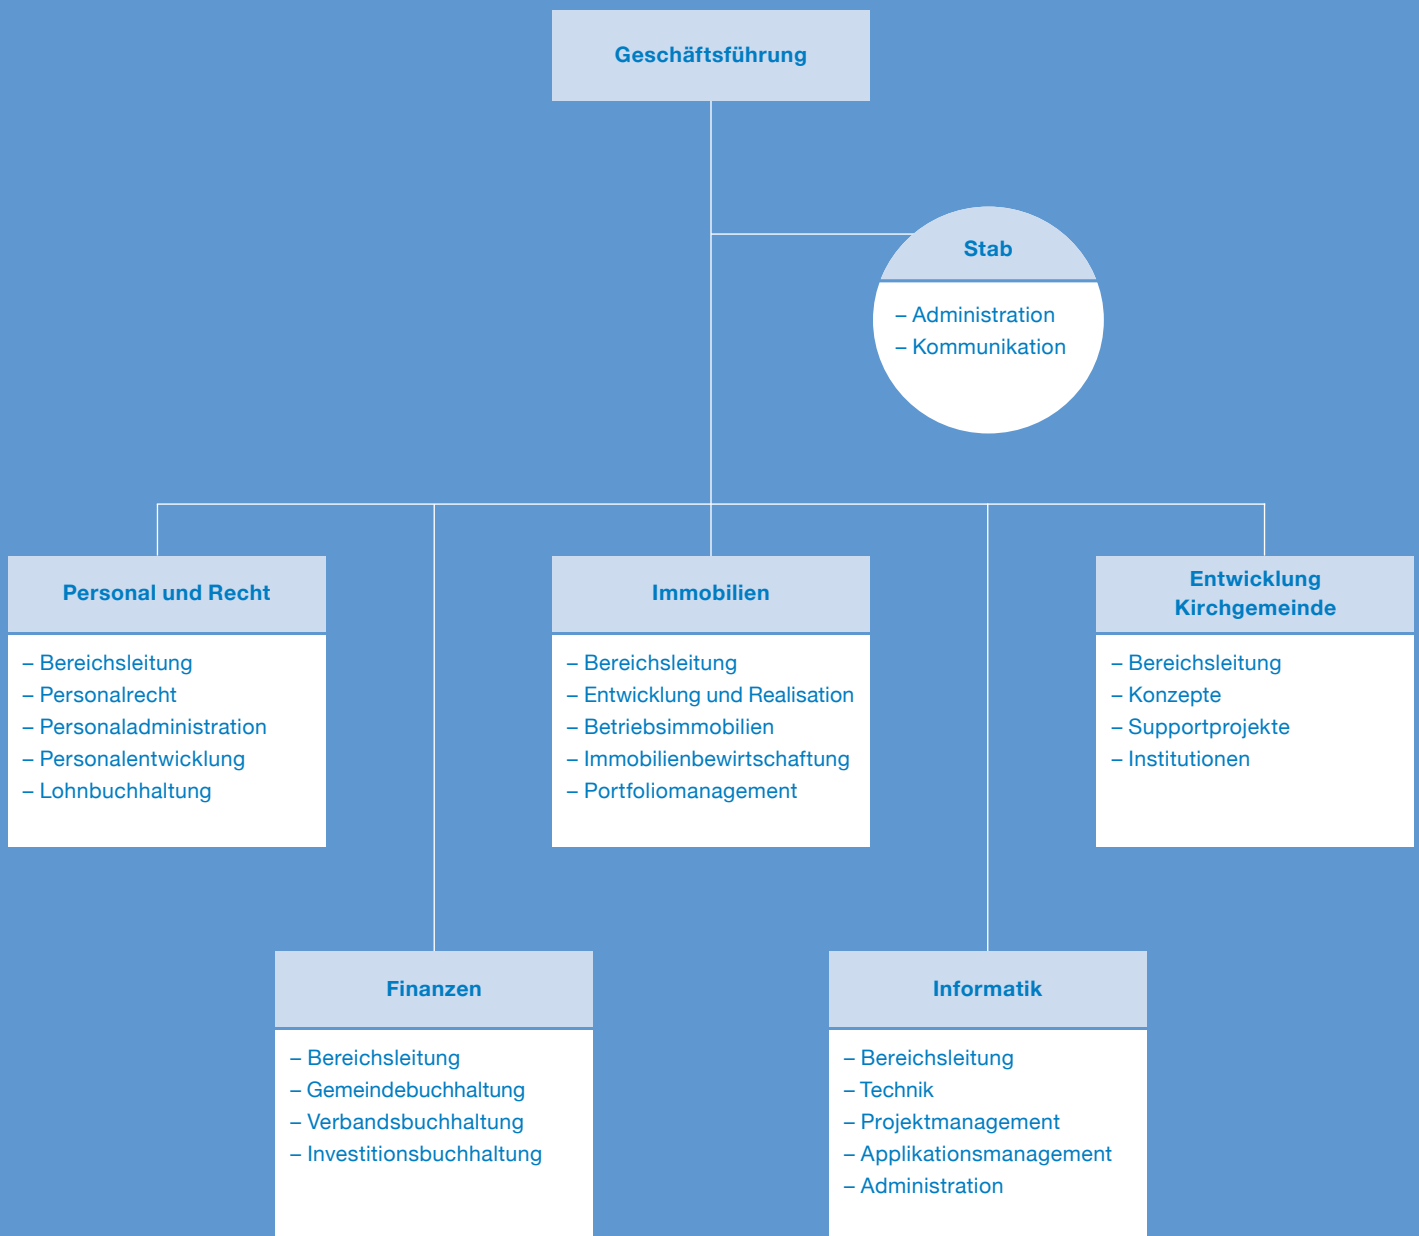 Geschäftsführung
Stab
– Administration
– Kommunikation
Personal und Recht
– Bereichsleitung
– Personalrecht
– Personaladministration
– Personalentwicklung
– Lohnbuchhaltung
Immobilien
– Bereichsleitung
– Entwicklung und Realisation
– Betriebsimmobilien
– Immobilienbewirtschaftung
– Portfoliomanagement
Entwicklung
Kirchgemeinde
– Bereichsleitung
– Konzepte
– Supportprojekte
– Institutionen
Finanzen
– Bereichsleitung
– Gemeindebuchhaltung
– Verbandsbuchhaltung
– Investitionsbuchhaltung
Informatik
– Bereichsleitung
– Technik
– Projektmanagement
– Applikationsmanagement
– Administration